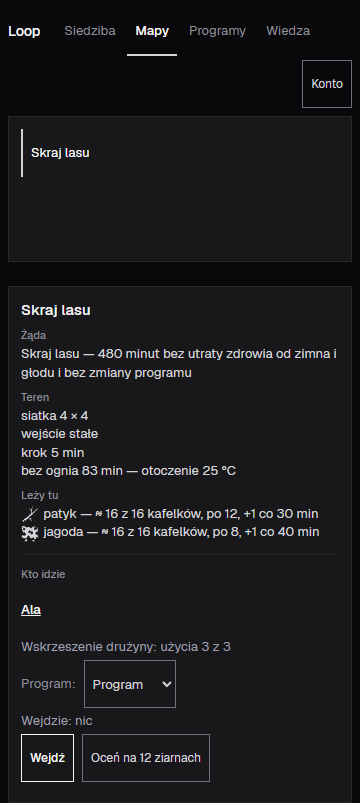 Loop Siedziba Mapy Programy Wiedza
Konto
Skraj lasu
Skraj lasu
Żąda
Skraj lasu — 480 minut bez utraty zdrowia od zimna i
głodu i bez zmiany programu
Teren
siatka 4 × 4
wejście stałe
krok 5 min
bez ognia 83 min — otoczenie 25 °C
Leży tu
patyk — ≈ 16 z 16 kafelków, po 12, +1 co 30 min
jagoda — ≈ 16 z 16 kafelków, po 8, +1 co 40 min
Kto idzie
Ala
Wskrzeszenie drużyny: użycia 3 z 3
Program: Program
Wejdzie: nic
Wejdź Oceń na 12 ziarnach